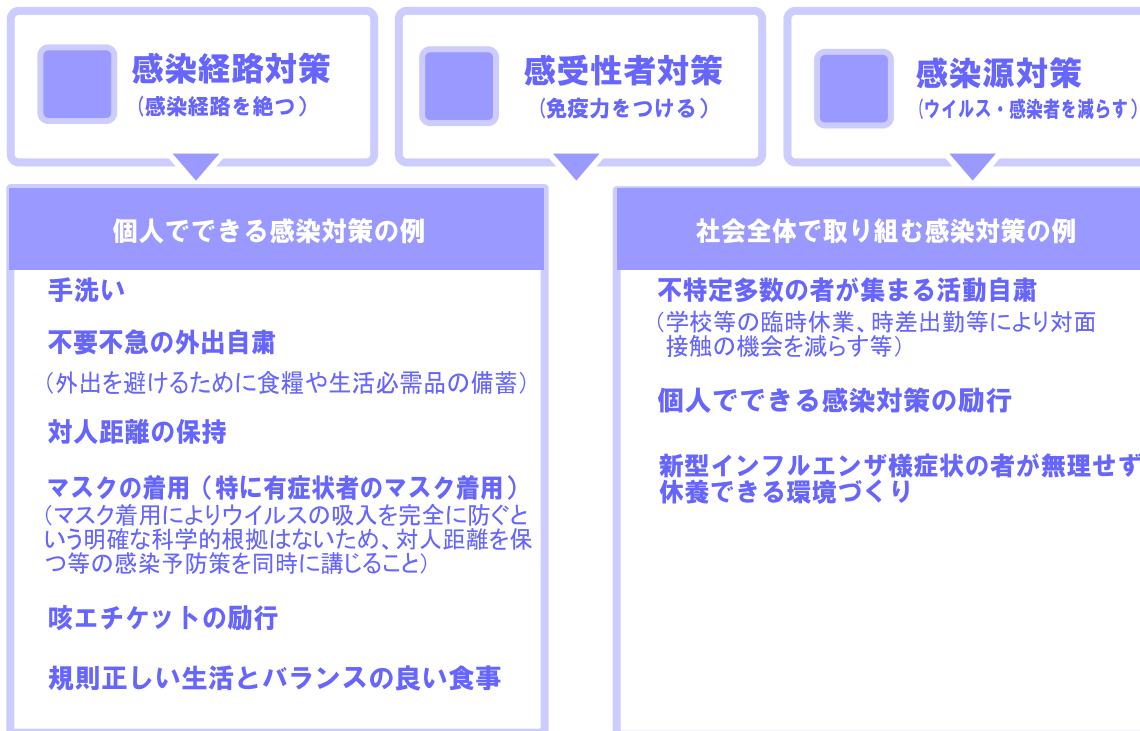 感染経路対策
（感染経路を絶つ）
感受性者対策
（免疫力をつける）
感染源対策
（ウイルス・感染者を減らす）
個人でできる感染対策の例
手洗い
不要不急の外出自粛
（外出を避けるために食糧や生活必需品の備蓄）
対人距離の保持
マスクの着用（特に有症状者のマスク着用）
（マスク着用によりウイルスの吸入を完全に防ぐと
いう明確な科学的根拠はないため、対人距離を保
つ等の感染予防策を同時に講じること）
咳エチケットの励行
規則正しい生活とバランスの良い食事
社会全体で取り組む感染対策の例
不特定多数の者が集まる活動自粛
（学校等の臨時休業、時差出勤等により対面
接触の機会を減らす等）
個人でできる感染対策の励行
新型インフルエンザ様症状の者が無理せず
休養できる環境づくり